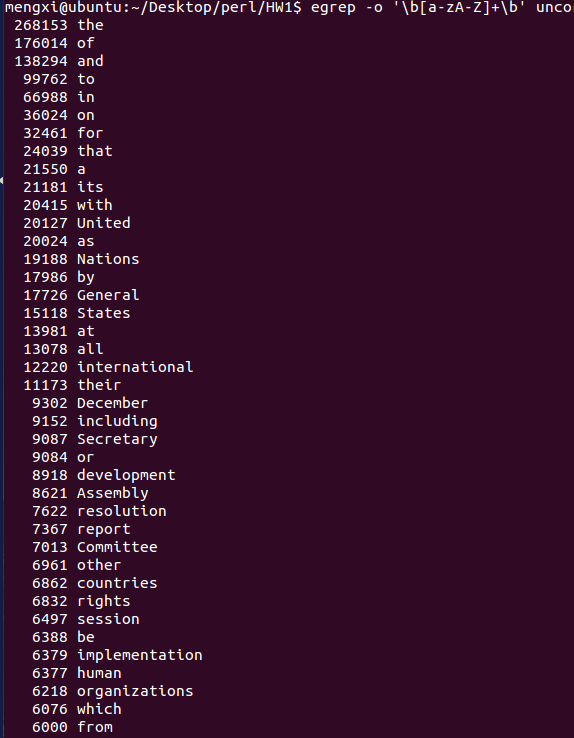 mengxi@ubuntu:~/Desktop/perl/HW1$ egrep -o '\b[a-zA-Z]+\b' unco
268153 the
176014 of
138294 and
99762 to
66988 in
36024 on
32461 for
24039 that
21550 a
21181 its
20415 with
20127 United
20024 as
19188 Nations
17986 by
17726 General
15118 States
13981 at
13078 all
12220 international
11173 their
9302 December
9152 including
9087 Secretary
9084 or
8918 development
8621 Assembly
7622 resolution
7367 report
7013 Committee
6961 other
6862 countries
6832 rights
6497 session
6388 be
6379 implementation
6377 human
6218 organizations
6076 which
6000 from